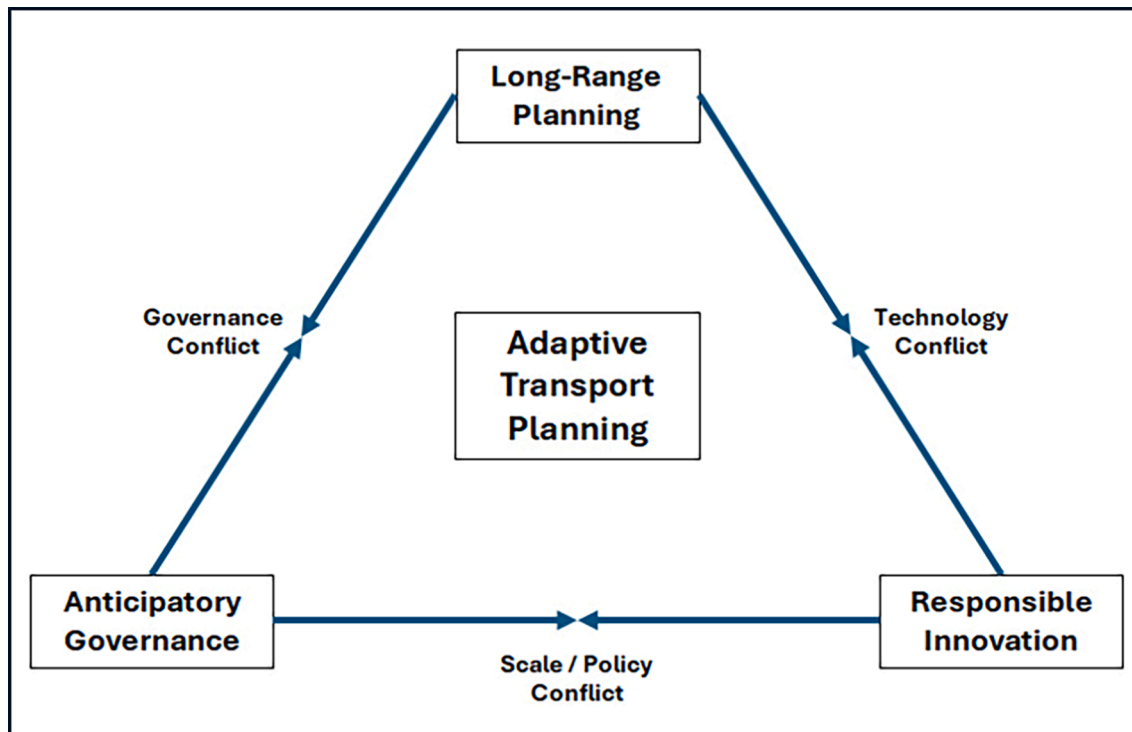 Long-Range
Planning
Governance
Conflict
Technology
Conflict
Adaptive
Transport
Planning
Anticipatory
Governance
Responsible
Innovation
Scale / Policy
Conflict